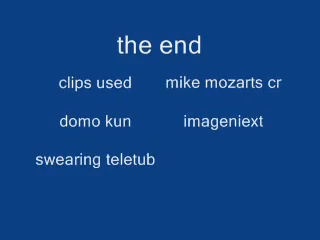 the end
clips used
mike mozarts cr
domo kun
imageniext
swearing teletub